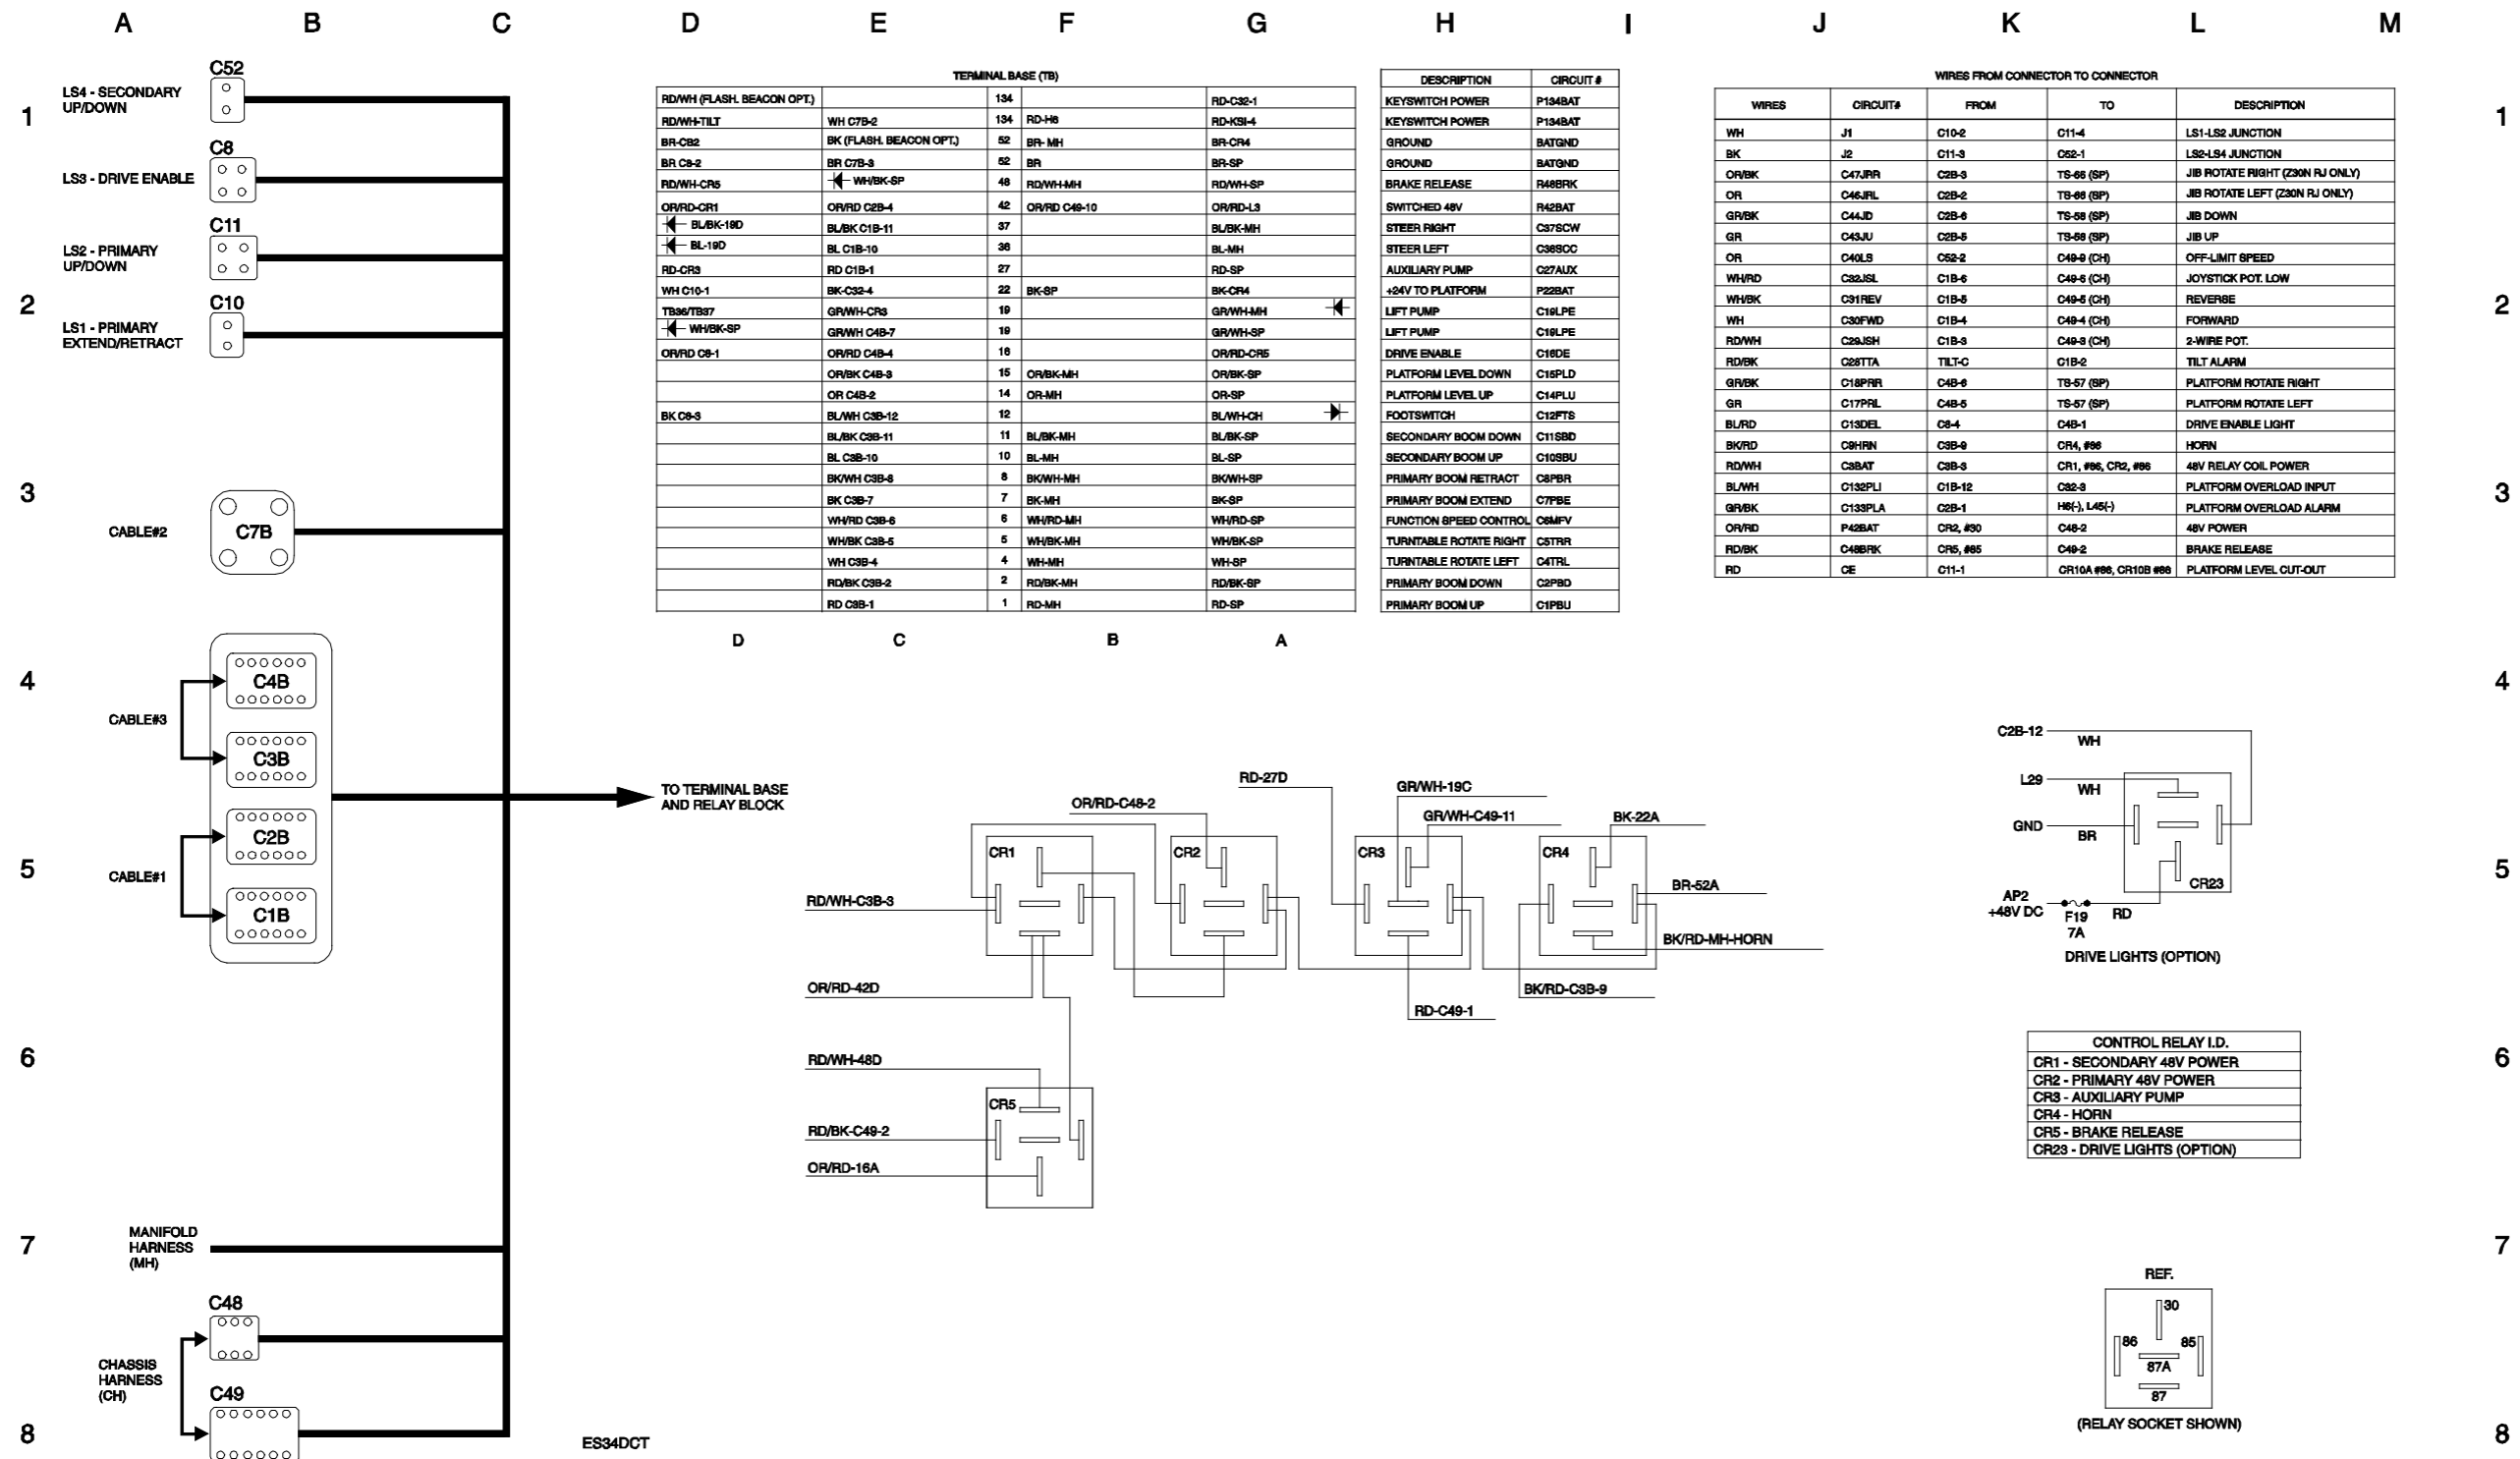 A B C D E F G H I J K L M
1
2
3
4
5
6
7
8
C52
LS4 - SECONDARY
UP/DOWN
C8
LS3 - DRIVE ENABLE
C11
LS2 - PRIMARY
UP/DOWN
C10
LS1 - PRIMARY
EXTEND/RETRACT
CABLE#2
C7B
C4B
CABLE#3
C3B
C2B
CABLE#1
C1B
TO TERMINAL BASE
AND RELAY BLOCK
MANIFOLD
HARNESS
(MH)
C48
CHASSIS
HARNESS
(CH)
C49
ES34DCT
TERMINAL BASE (TB)
RD/WH (FLASH. BEACON OPT.) 134 RD-C32-1
RD/WH-TILT WH C7B-2 134 RD-H6 RD-KSI-4
BR-CB2 BK (FLASH. BEACON OPT.) 52 BR- MH BR-CR4
BR C8-2 BR C7B-3 52 BR BR-SP
RD/WH-CR5 WH/BK-SP 48 RD/WH-MH RD/WH-SP
OR/RD-CR1 OR/RD C2B-4 42 OR/RD C49-10 OR/RD-L3
BL/BK-19D BL/BK C1B-11 37 BL/BK-MH
BL-19D BL C1B-10 36 BL-MH
RD-CR3 RD C1B-1 27 RD-SP
WH C10-1 BK-C32-4 22 BK-SP BK-CR4
TB36/TB37 GR/WH-CR3 19 GR/WH-MH
WH/BK-SP GR/WH C4B-7 19 GR/WH-SP
OR/RD C8-1 OR/RD C4B-4 16 OR/RD-CR5
OR/BK C4B-3 15 OR/BK-MH OR/BK-SP
OR C4B-2 14 OR-MH OR-SP
BK C8-3 BL/WH C3B-12 12 BL/WH-CH
BL/BK C3B-11 11 BL/BK-MH BL/BK-SP
BL C3B-10 10 BL-MH BL-SP
BK/WH C3B-8 8 BK/WH-MH BK/WH-SP
BK C3B-7 7 BK-MH BK-SP
WH/RD C3B-6 6 WH/RD-MH WH/RD-SP
WH/BK C3B-5 5 WH/BK-MH WH/BK-SP
WH C3B-4 4 WH-MH WH-SP
RD/BK C3B-2 2 RD/BK-MH RD/BK-SP
RD C3B-1 1 RD-MH RD-SP
D C B A
DESCRIPTION CIRCUIT #
KEYSWITCH POWER P134BAT
KEYSWITCH POWER P134BAT
GROUND BATGND
GROUND BATGND
BRAKE RELEASE R48BRK
SWITCHED 48V R42BAT
STEER RIGHT C37SCW
STEER LEFT C36SCC
AUXILIARY PUMP C27AUX
+24V TO PLATFORM P22BAT
LIFT PUMP C19LPE
LIFT PUMP C19LPE
DRIVE ENABLE C16DE
PLATFORM LEVEL DOWN C15PLD
PLATFORM LEVEL UP C14PLU
FOOTSWITCH C12FTS
SECONDARY BOOM DOWN C11SBD
SECONDARY BOOM UP C10SBU
PRIMARY BOOM RETRACT C8PBR
PRIMARY BOOM EXTEND C7PBE
FUNCTION SPEED CONTROL C6MFV
TURNTABLE ROTATE RIGHT C5TRR
TURNTABLE ROTATE LEFT C4TRL
PRIMARY BOOM DOWN C2PBD
PRIMARY BOOM UP C1PBU
WIRES FROM CONNECTOR TO CONNECTOR
WIRES CIRCUIT# FROM TO DESCRIPTION
WH J1 C10-2 C11-4 LS1-LS2 JUNCTION
BK J2 C11-3 C52-1 LS2-LS4 JUNCTION
OR/BK C47JRR C2B-3 TS-66 (SP) JIB ROTATE RIGHT (Z30N RJ ONLY)
OR C46JRL C2B-2 TS-66 (SP) JIB ROTATE LEFT (Z30N RJ ONLY)
GR/BK C44JD C2B-6 TS-58 (SP) JIB DOWN
GR C43JU C2B-5 TS-58 (SP) JIB UP
OR C40LS C52-2 C49-9 (CH) OFF-LIMIT SPEED
WH/RD C32JSL C1B-6 C49-6 (CH) JOYSTICK POT. LOW
WH/BK C31REV C1B-5 C49-5 (CH) REVERSE
WH C30FWD C1B-4 C49-4 (CH) FORWARD
RD/WH C29JSH C1B-3 C49-3 (CH) 2-WIRE POT.
RD/BK C28TTA TILT-C C1B-2 TILT ALARM
GR/BK C18PRR C4B-6 TS-57 (SP) PLATFORM ROTATE RIGHT
GR C17PRL C4B-5 TS-57 (SP) PLATFORM ROTATE LEFT
BL/RD C13DEL C8-4 C4B-1 DRIVE ENABLE LIGHT
BK/RD C9HRN C3B-9 CR4, #86 HORN
RD/WH C3BAT C3B-3 CR1, #86, CR2, #86 48V RELAY COIL POWER
BL/WH C132PLI C1B-12 C32-3 PLATFORM OVERLOAD INPUT
GR/BK C133PLA C2B-1 H6(-), L45(-) PLATFORM OVERLOAD ALARM
OR/RD P42BAT CR2, #30 C48-2 48V POWER
RD/BK C48BRK CR5, #85 C49-2 BRAKE RELEASE
RD CE C11-1 CR10A #86, CR10B #86 PLATFORM LEVEL CUT-OUT
RD/WH-C3B-3
OR/RD-C48-2
RD-27D
GR/WH-19C
GR/WH-C49-11
BK-22A
CR1
CR2
CR3
CR4
BR-52A
BK/RD-MH-HORN
OR/RD-42D
BK/RD-C3B-9
RD-C49-1
RD/WH-48D
CR5
RD/BK-C49-2
OR/RD-16A
C2B-12
WH
L29
WH
GND
BR
CR23
AP2
+48V DC
F19
7A
RD
DRIVE LIGHTS (OPTION)
CONTROL RELAY I.D.
CR1 - SECONDARY 48V POWER
CR2 - PRIMARY 48V POWER
CR3 - AUXILIARY PUMP
CR4 - HORN
CR5 - BRAKE RELEASE
CR23 - DRIVE LIGHTS (OPTION)
REF.
30
86
85
87A
87
(RELAY SOCKET SHOWN)
1
2
3
4
5
6
7
8